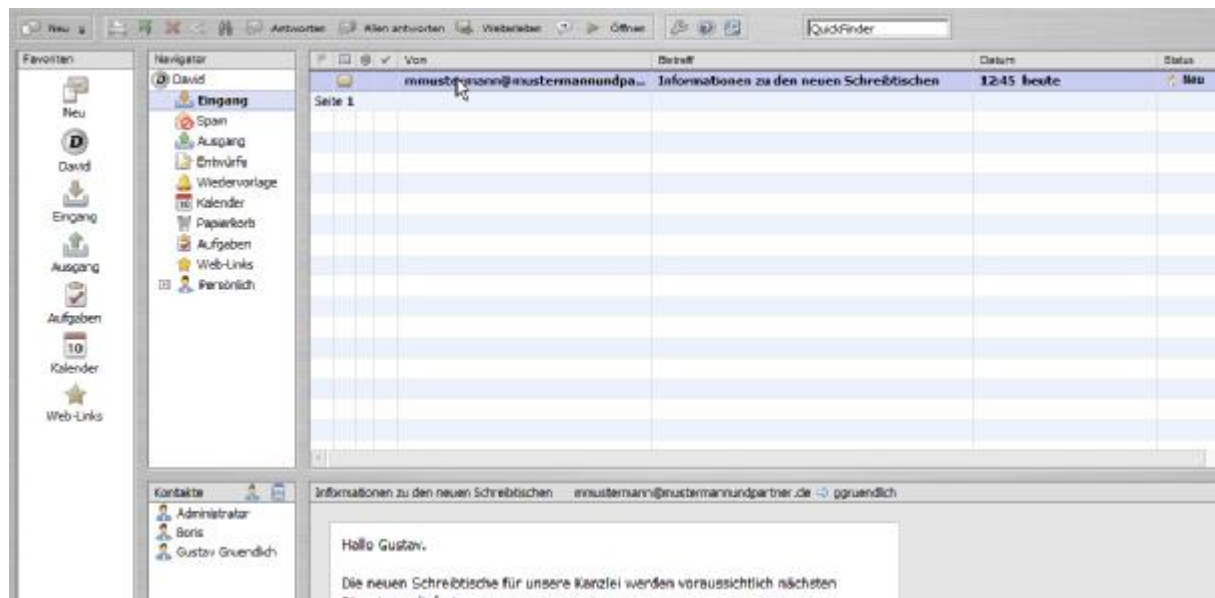 Neu
Antworten
Allen antworten
Weiterleiten
Öffnen
QuickFinder
Favoriten
Neu
David
Eingang
Ausgang
Aufgaben
10
Kalender
Web-Links
Navigator
David
Eingang
Spam
Ausgang
Entwürfe
Wiedervorlage
Kalender
Papierkorb
Aufgaben
Web-Links
Persönlich
Von Betreff Datum Status
mmustermann@mustermannundpa... Informationen zu den neuen Schreibtischen 12:45 heute Neu
Seite 1
Kontakte
Administrator
Boris
Gustav Gruendlich
Informationen zu den neuen Schreibtischen mmustermann@mustermannundpartner.de ggruendlich
Hallo Gustav,
Die neuen Schreibtische für unsere Kanzlei werden voraussichtlich nächsten